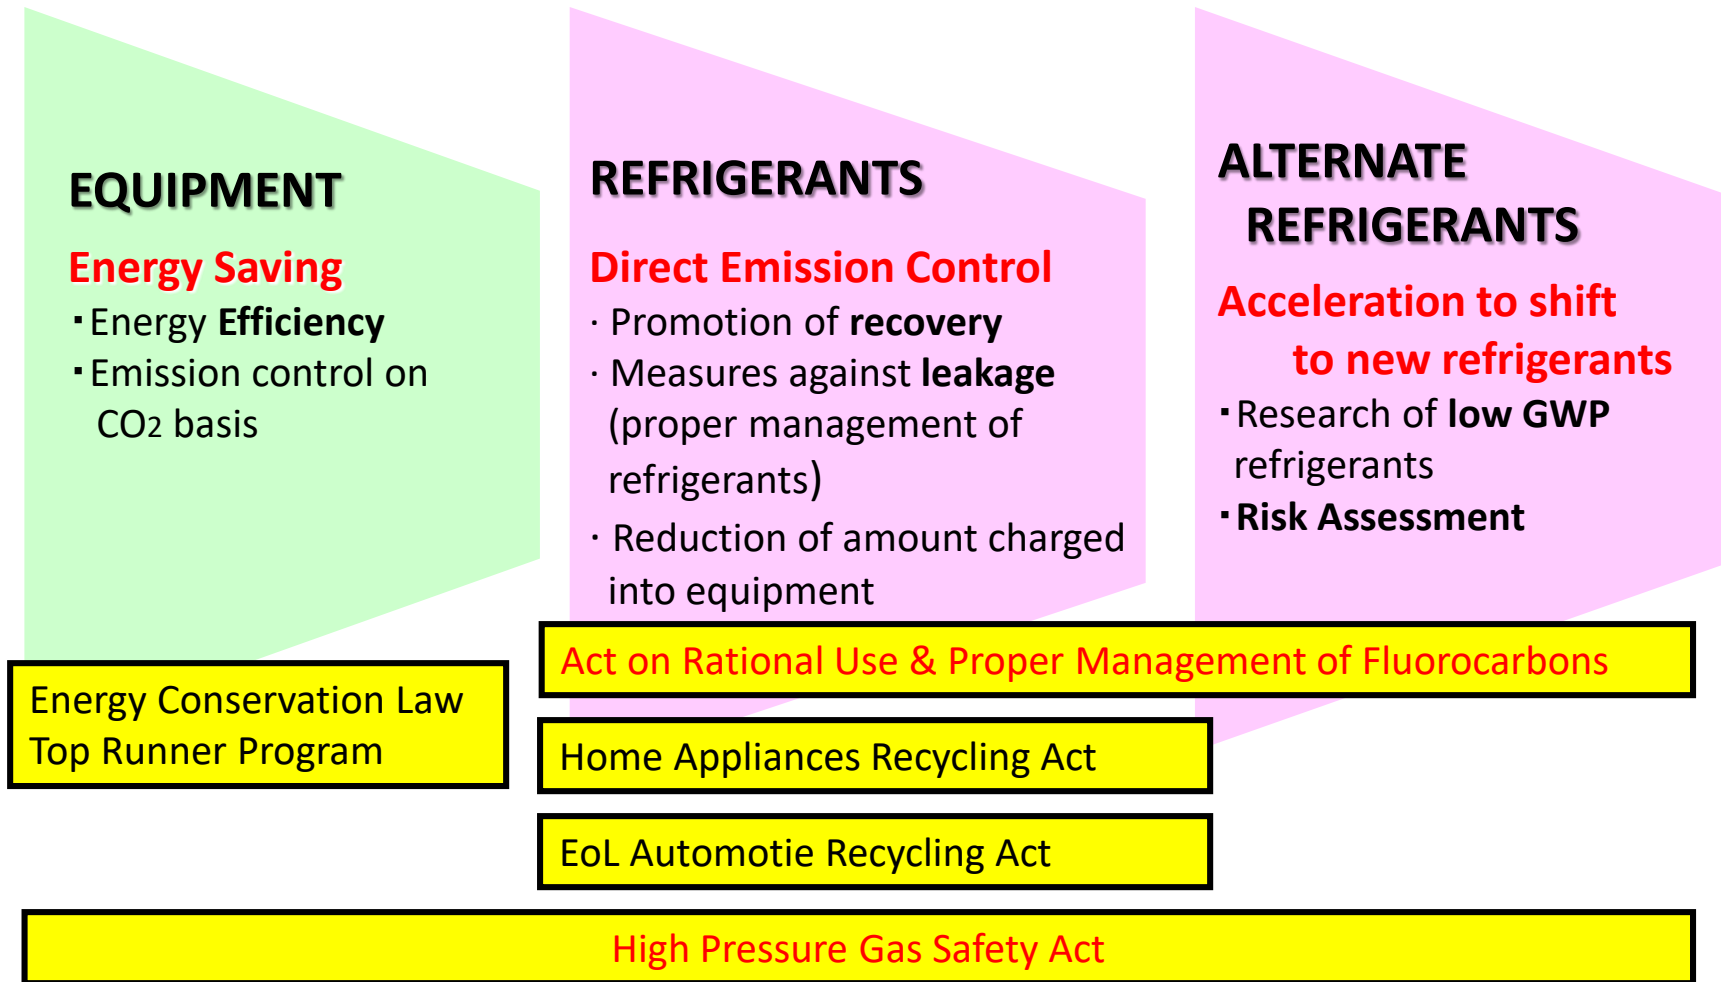 EQUIPMENT
Energy Saving
・Energy Efficiency
・Emission control on
CO2 basis
REFRIGERANTS
Direct Emission Control
· Promotion of recovery
· Measures against leakage
(proper management of
refrigerants)
· Reduction of amount charged
into equipment
ALTERNATE
REFRIGERANTS
Acceleration to shift
to new refrigerants
・Research of low GWP
refrigerants
・Risk Assessment
Energy Conservation Law
Top Runner Program
Act on Rational Use & Proper Management of Fluorocarbons
Home Appliances Recycling Act
EoL Automotie Recycling Act
High Pressure Gas Safety Act